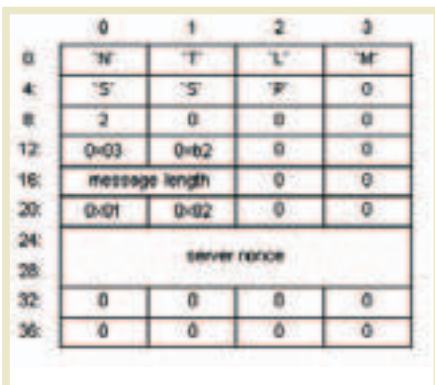 0 1 2 3
0: "N" "T" "L" "M"
4: "S" "S" "P" 0
8: 2 0 0 0
12: 0x03 0xb2 0 0
16: message length 0 0
20: 0x01 0x82 0 0
24:
server nonce
28:
32: 0 0 0 0
36: 0 0 0 0